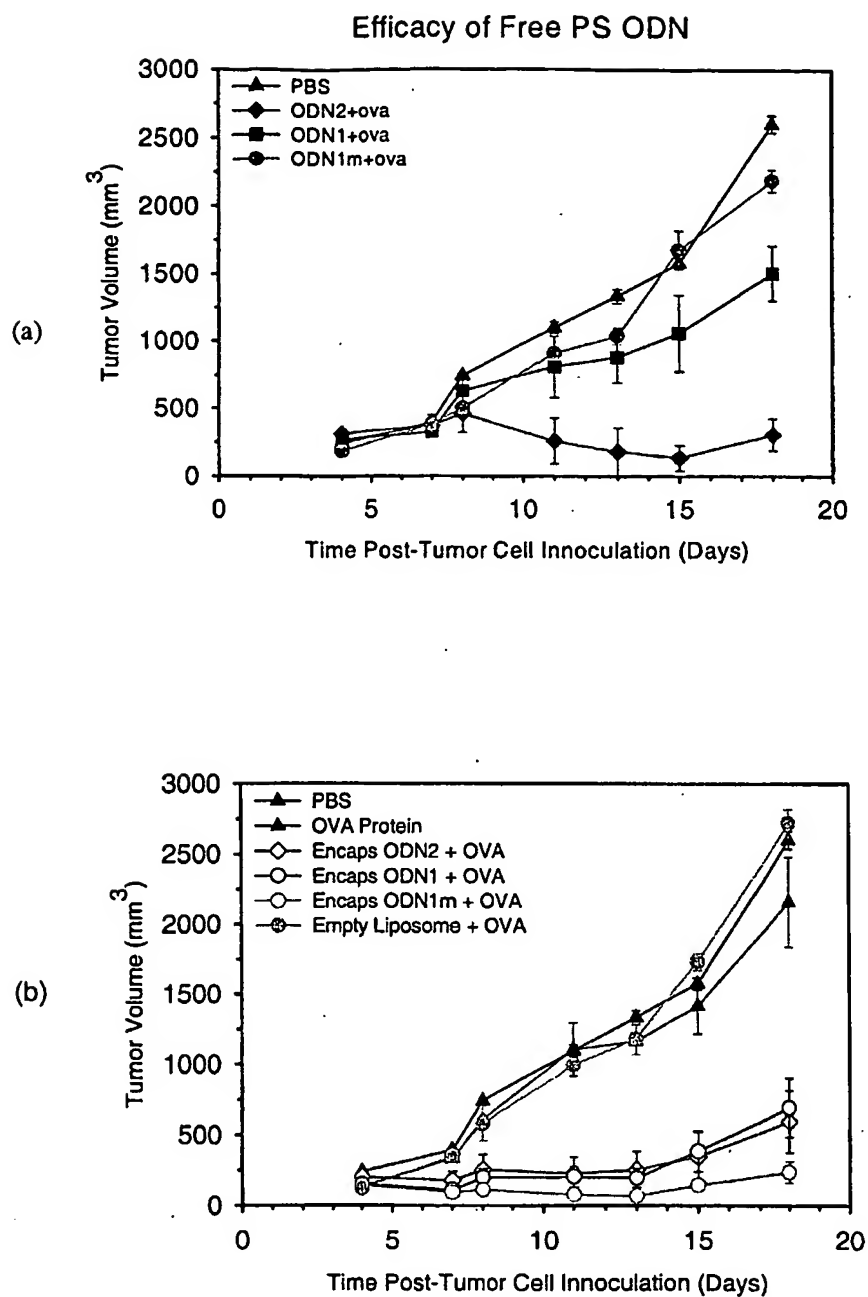 Efficacy of Free PS ODN
(a)
Tumor Volume (mm³)
3000
2500
2000
1500
1000
500
0
PBS
ODN2+ova
ODN1+ova
ODN1m+ova
0 5 10 15 20
Time Post-Tumor Cell Innoculation (Days)
(b)
Tumor Volume (mm³)
3000
2500
2000
1500
1000
500
0
PBS
OVA Protein
Encaps ODN2 + OVA
Encaps ODN1 + OVA
Encaps ODN1m + OVA
Empty Liposome + OVA
0 5 10 15 20
Time Post-Tumor Cell Innoculation (Days)